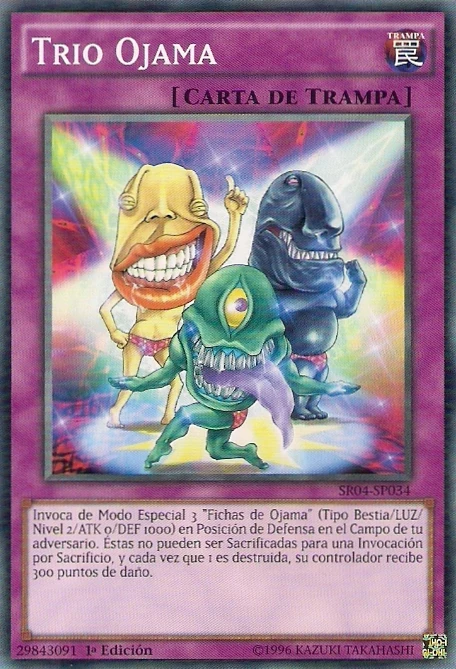 TRIO OJAMA
TRAMPA
罠
[CARTA DE TRAMPA]
SR04-SP034
Invoca de Modo Especial 3 "Fichas de Ojama" (Tipo Bestia/LUZ/
Nivel 2/ATK 0/DEF 1000) en Posición de Defensa en el Campo de tu
adversario. Éstas no pueden ser Sacrificadas para una Invocación
por Sacrificio, y cada vez que 1 es destruida, su controlador recibe
300 puntos de daño.
29843091 1ª Edición ©1996 KAZUKI TAKAHASHI